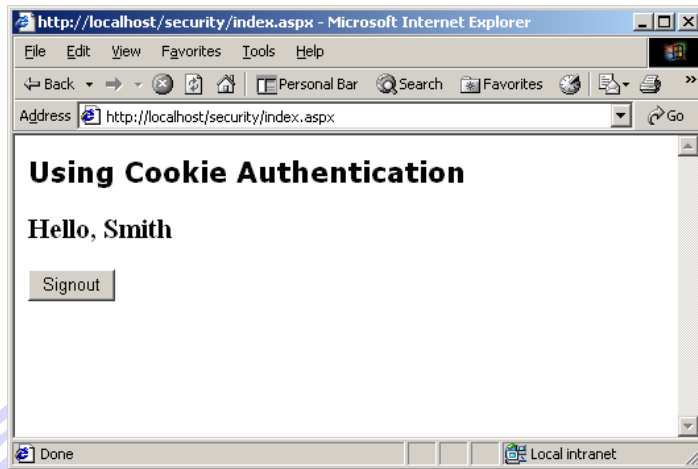 http://localhost/security/index.aspx - Microsoft Internet Explorer
File Edit View Favorites Tools Help
Back Personal Bar Search Favorites »
Address http://localhost/security/index.aspx Go
Using Cookie Authentication
Hello, Smith
Signout
Done Local intranet